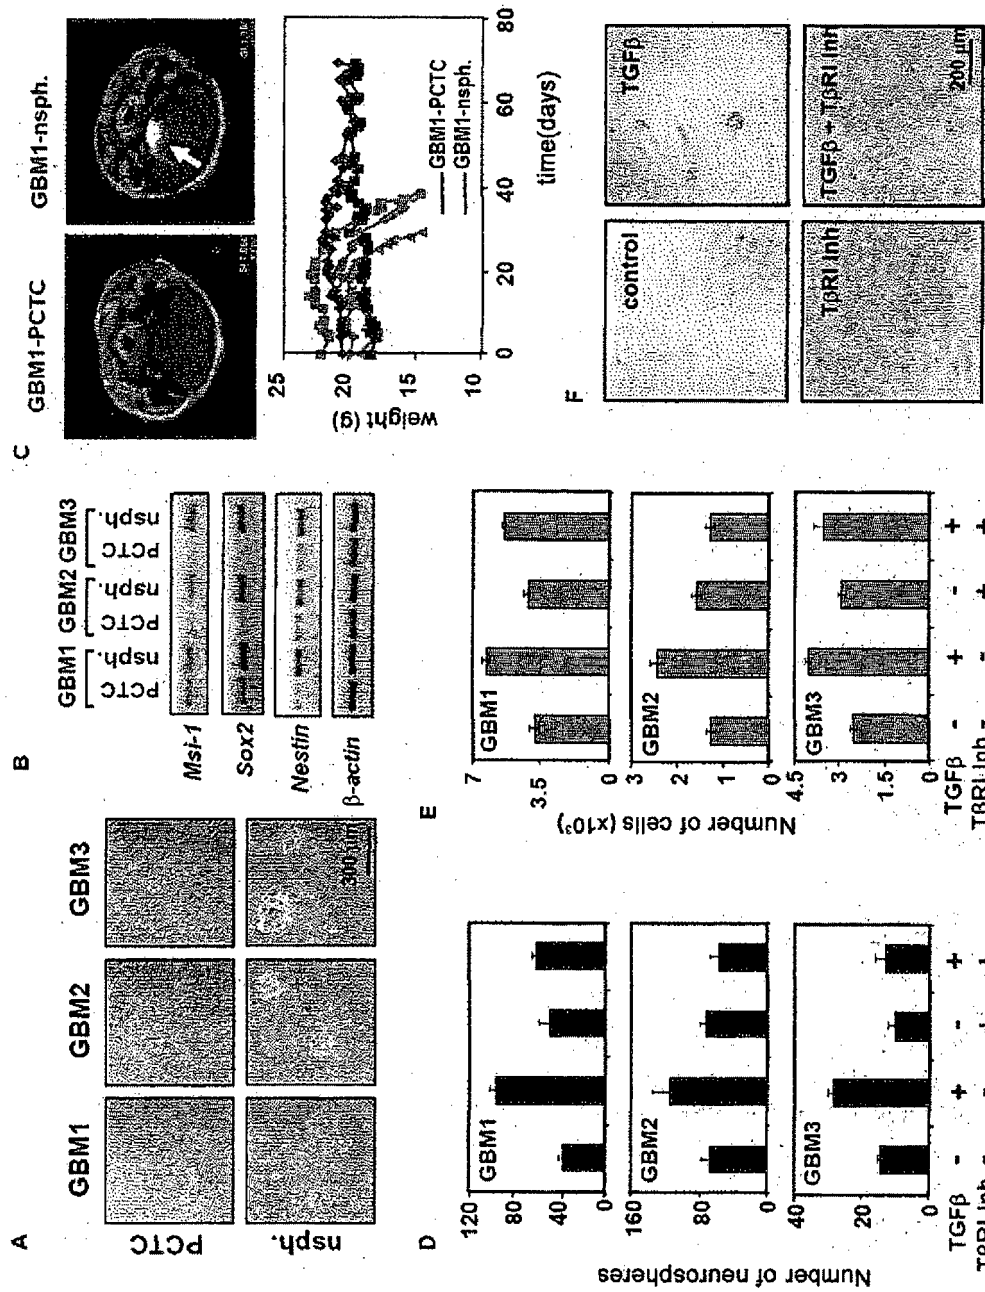 A
GBM1 GBM2 GBM3
PCTC
nsph.
300 µm
B
GBM1 GBM2 GBM3
PCTC nsph. PCTC nsph. PCTC nsph.
Msi-1
Sox2
Nestin
β-actin
C
GBM1-PCTC GBM1-nsph.
weight (g)
25
20
15
10
0 20 40 60 80
time(days)
GBM1-PCTC
GBM1-nsph.
D
Number of neurospheres
GBM1
120
80
40
0
GBM2
160
80
0
GBM3
40
20
0
TGFβ - + - +
TβRI Inh - -
E
Number of cells (x10³)
GBM1
7
3.5
0
GBM2
3
2
1
0
GBM3
4.5
3
1.5
0
TGFβ - + - +
TβRI Inh - - + +
F
control
TGFβ
TβRI Inh
TGFβ + TβRI Inh
200 µm